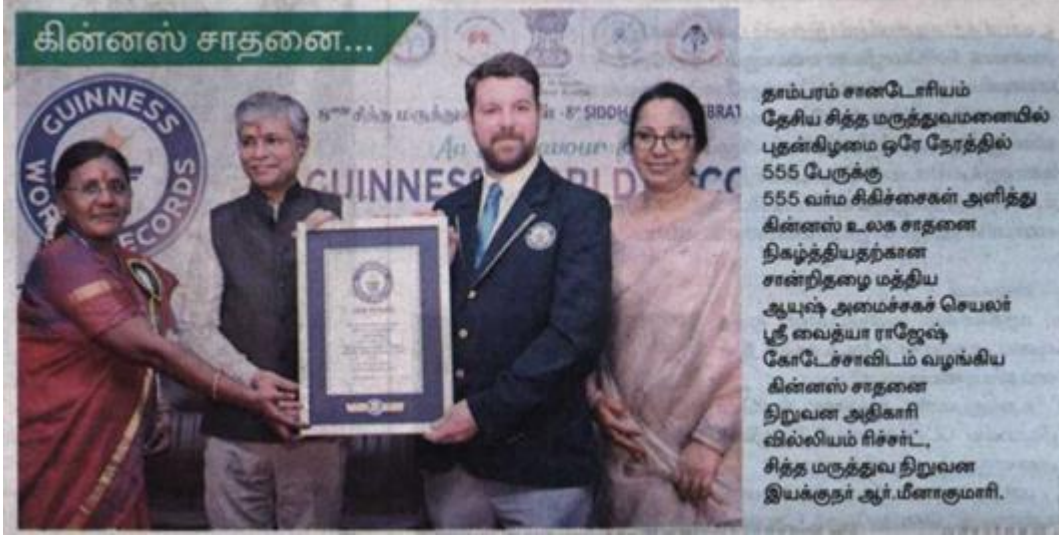 கின்னஸ் சாதனை...
GUINNESS
WORLD RECORDS
GUINNESS WORLD
தாம்பரம் சானடோரியம்
தேசிய சித்த மருத்துவமனையில்
புதன்கிழமை ஒரே நேரத்தில்
555 பேருக்கு
555 வர்ம சிகிச்சைகள் அளித்து
கின்னஸ் உலக சாதனை
நிகழ்த்தியதற்கான
சான்றிதழை மத்திய
ஆயுஷ் அமைச்சகச் செயலர்
ஸ்ரீ வைத்யா ராஜேஷ்
கோடேச்சாவிடம் வழங்கிய
கின்னஸ் சாதனை
நிறுவன அதிகாரி
வில்லியம் ரிச்சர்ட்,
சித்த மருத்துவ நிறுவன
இயக்குநர் ஆர்.மீனாகுமாரி.